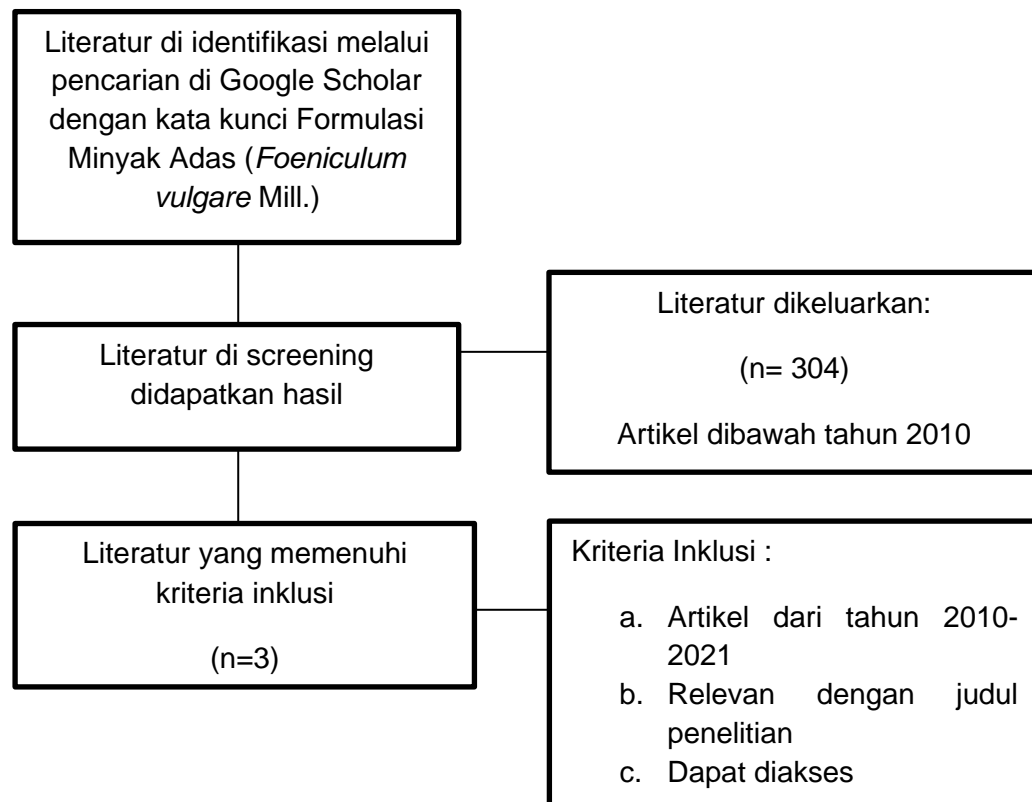 Literatur di identifikasi melalui
pencarian di Google Scholar
dengan kata kunci Formulasi
Minyak Adas (Foeniculum
vulgare Mill.)
Literatur di screening
didapatkan hasil
Literatur dikeluarkan:
(n= 304)
Artikel dibawah tahun 2010
Literatur yang memenuhi
kriteria inklusi
(n=3)
Kriteria Inklusi :
a. Artikel dari tahun 2010-
2021
b. Relevan dengan judul
penelitian
c. Dapat diakses